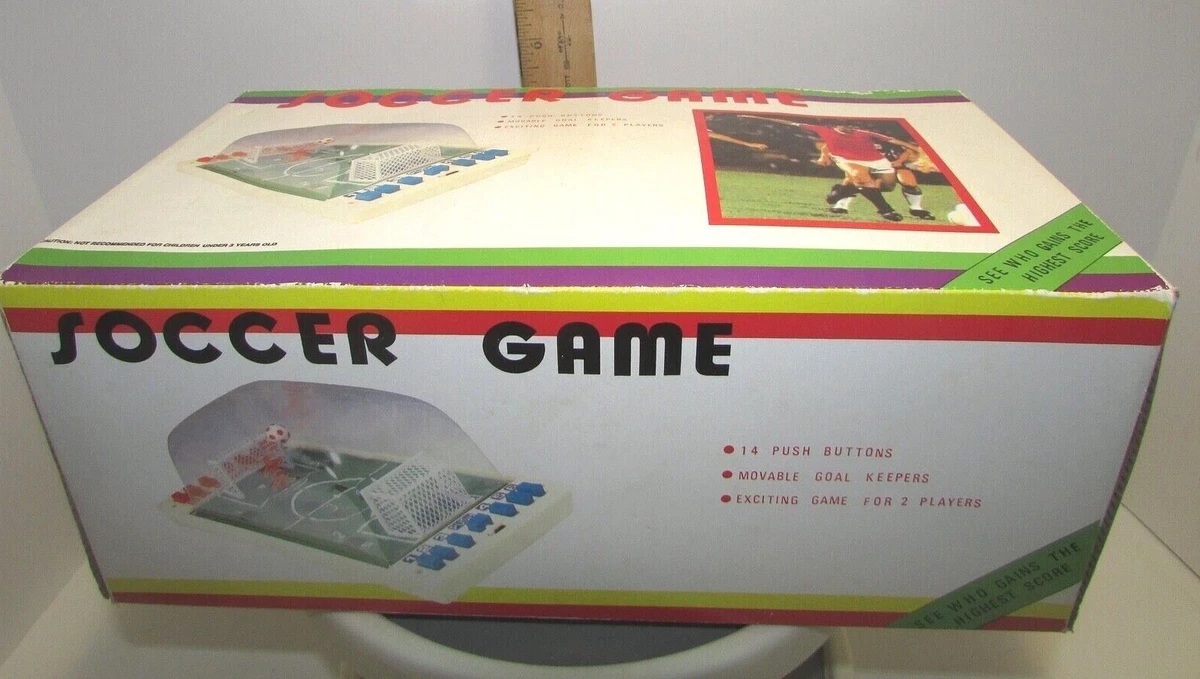 SOCCER GAME
14 PUSH BUTTONS
MOVABLE GOAL KEEPERS
EXCITING GAME FOR 2 PLAYERS
CAUTION: NOT RECOMMENDED FOR CHILDREN UNDER 3 YEARS OLD
SEE WHO GAINS THE
HIGHEST SCORE
SOCCER GAME
14 PUSH BUTTONS
MOVABLE GOAL KEEPERS
EXCITING GAME FOR 2 PLAYERS
SEE WHO GAINS THE
HIGHEST SCORE